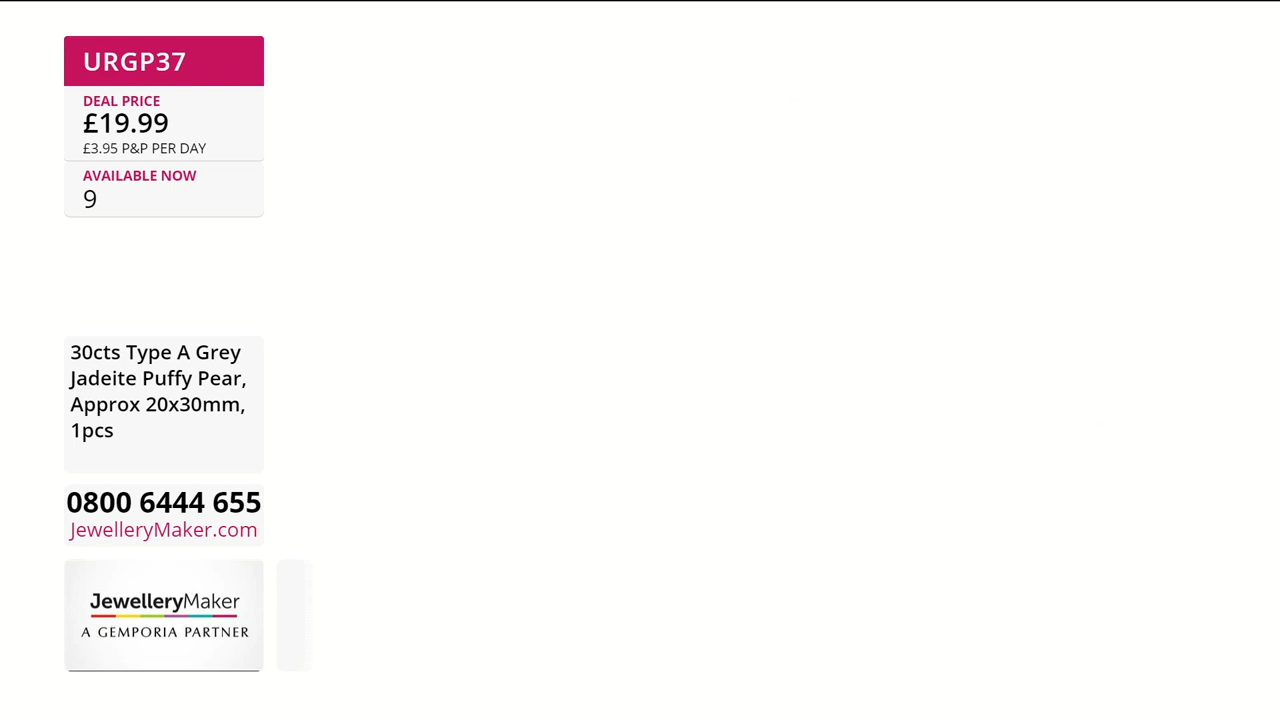 URGP37
DEAL PRICE
£19.99
£3.95 P&P PER DAY
AVAILABLE NOW
9
30cts Type A Grey
Jadeite Puffy Pear,
Approx 20x30mm,
1pcs
0800 6444 655
JewelleryMaker.com
JewelleryMaker
A GEMPORIA PARTNER